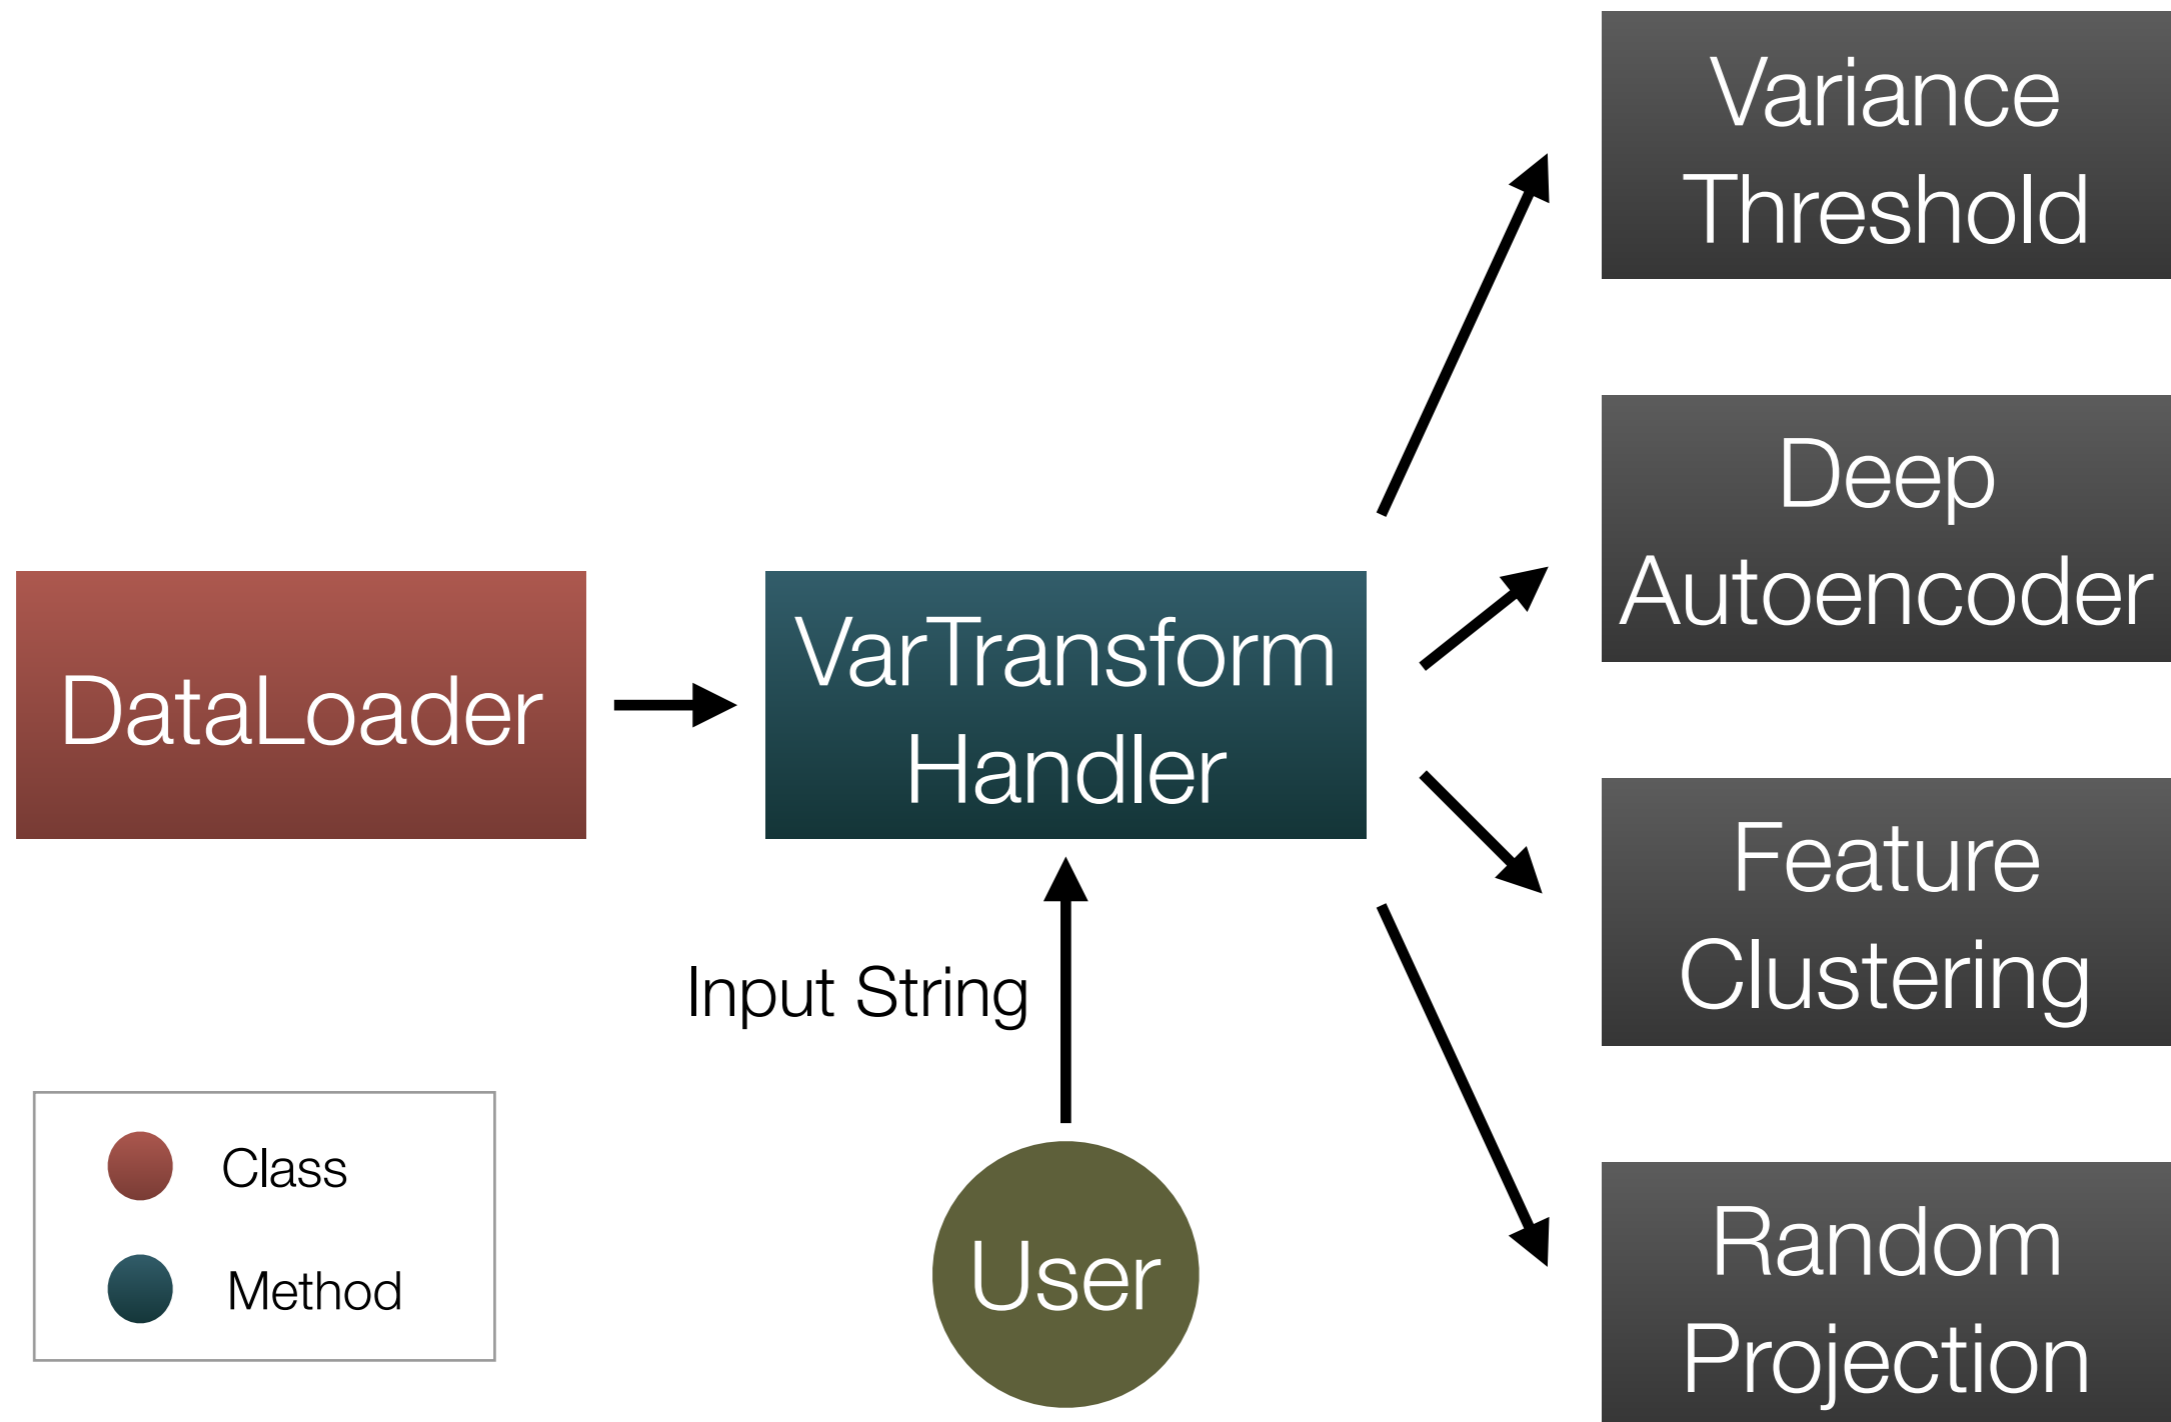 Variance
Threshold
Deep
Autoencoder
DataLoader
VarTransform
Handler
Feature
Clustering
Input String
Class
Method
User
Random
Projection